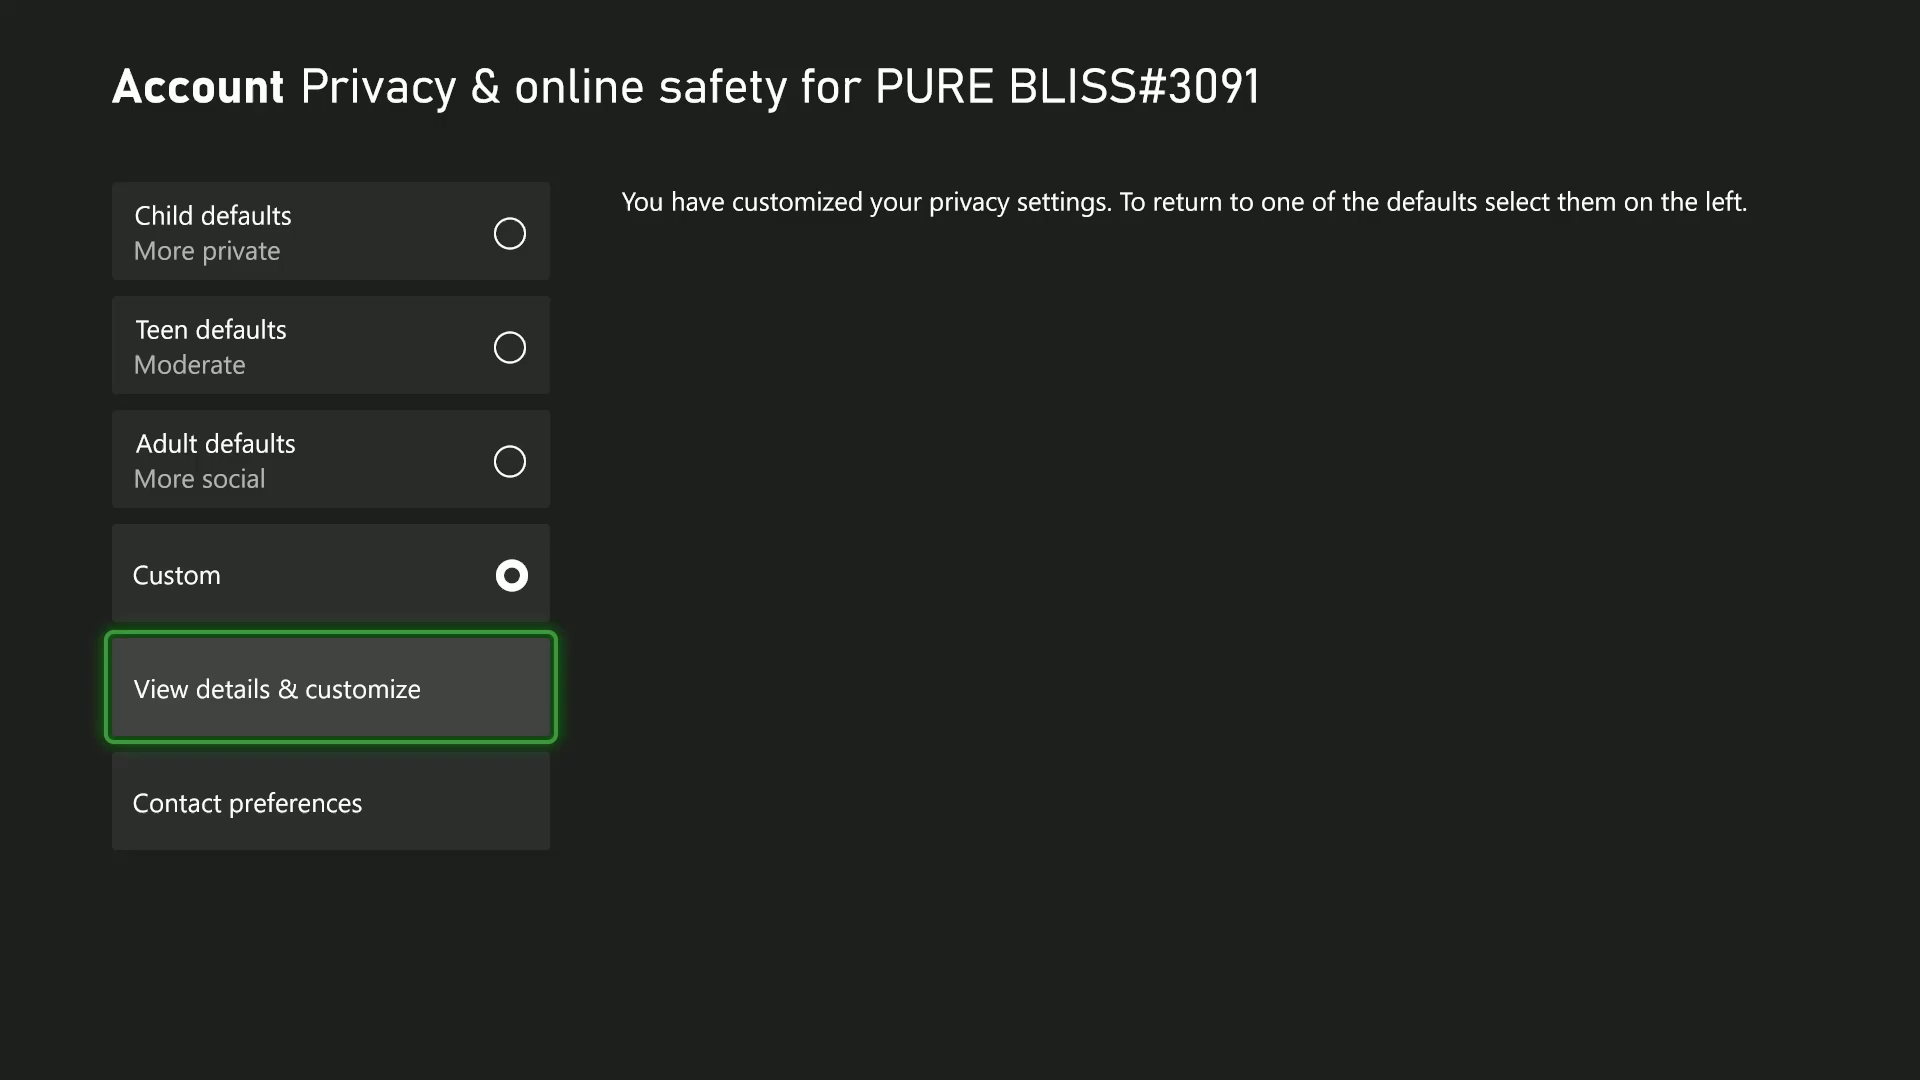 Account Privacy & online safety for PURE BLISS#3091
Child defaults
More private
You have customized your privacy settings. To return to one of the defaults select them on the left.
Teen defaults
Moderate
Adult defaults
More social
Custom
View details & customize
Contact preferences